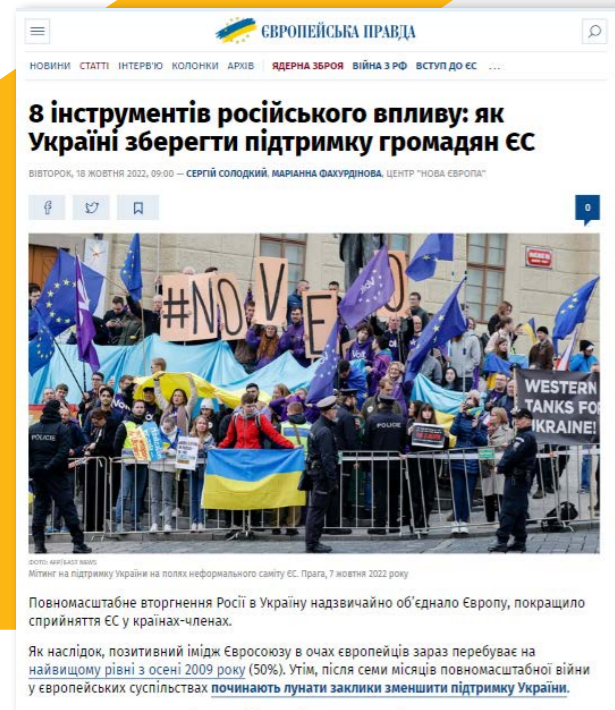 ЄВРОПЕЙСЬКА ПРАВДА
НОВИНИ СТАТТІ ІНТЕРВ'Ю КОЛОНКИ АРХІВ ЯДЕРНА ЗБРОЯ ВІЙНА З РФ ВСТУП ДО ЄС ...
8 інструментів російського впливу: як
Україні зберегти підтримку громадян ЄС
ВІВТОРОК, 18 ЖОВТНЯ 2022, 09:00 — СЕРГІЙ СОЛОДКИЙ, МАРІАННА ФАХУРДІНОВА, ЦЕНТР "НОВА ЄВРОПА"
0
#NO VETO
WESTERN
TANKS FOR
UKRAINE!
POLICIE
POLICE
ФОТО: AFP/EAST NEWS
Мітинг на підтримку України на полях неформального саміту ЄС. Прага, 7 жовтня 2022 року
Повномасштабне вторгнення Росії в Україну надзвичайно об'єднало Європу, покращило
сприйняття ЄС у країнах-членах.
Як наслідок, позитивний імідж Євросоюзу в очах європейців зараз перебуває на
найвищому рівні з осені 2009 року (50%). Утім, після семи місяців повномасштабної війни
у європейських суспільствах починають лунати заклики зменшити підтримку України.